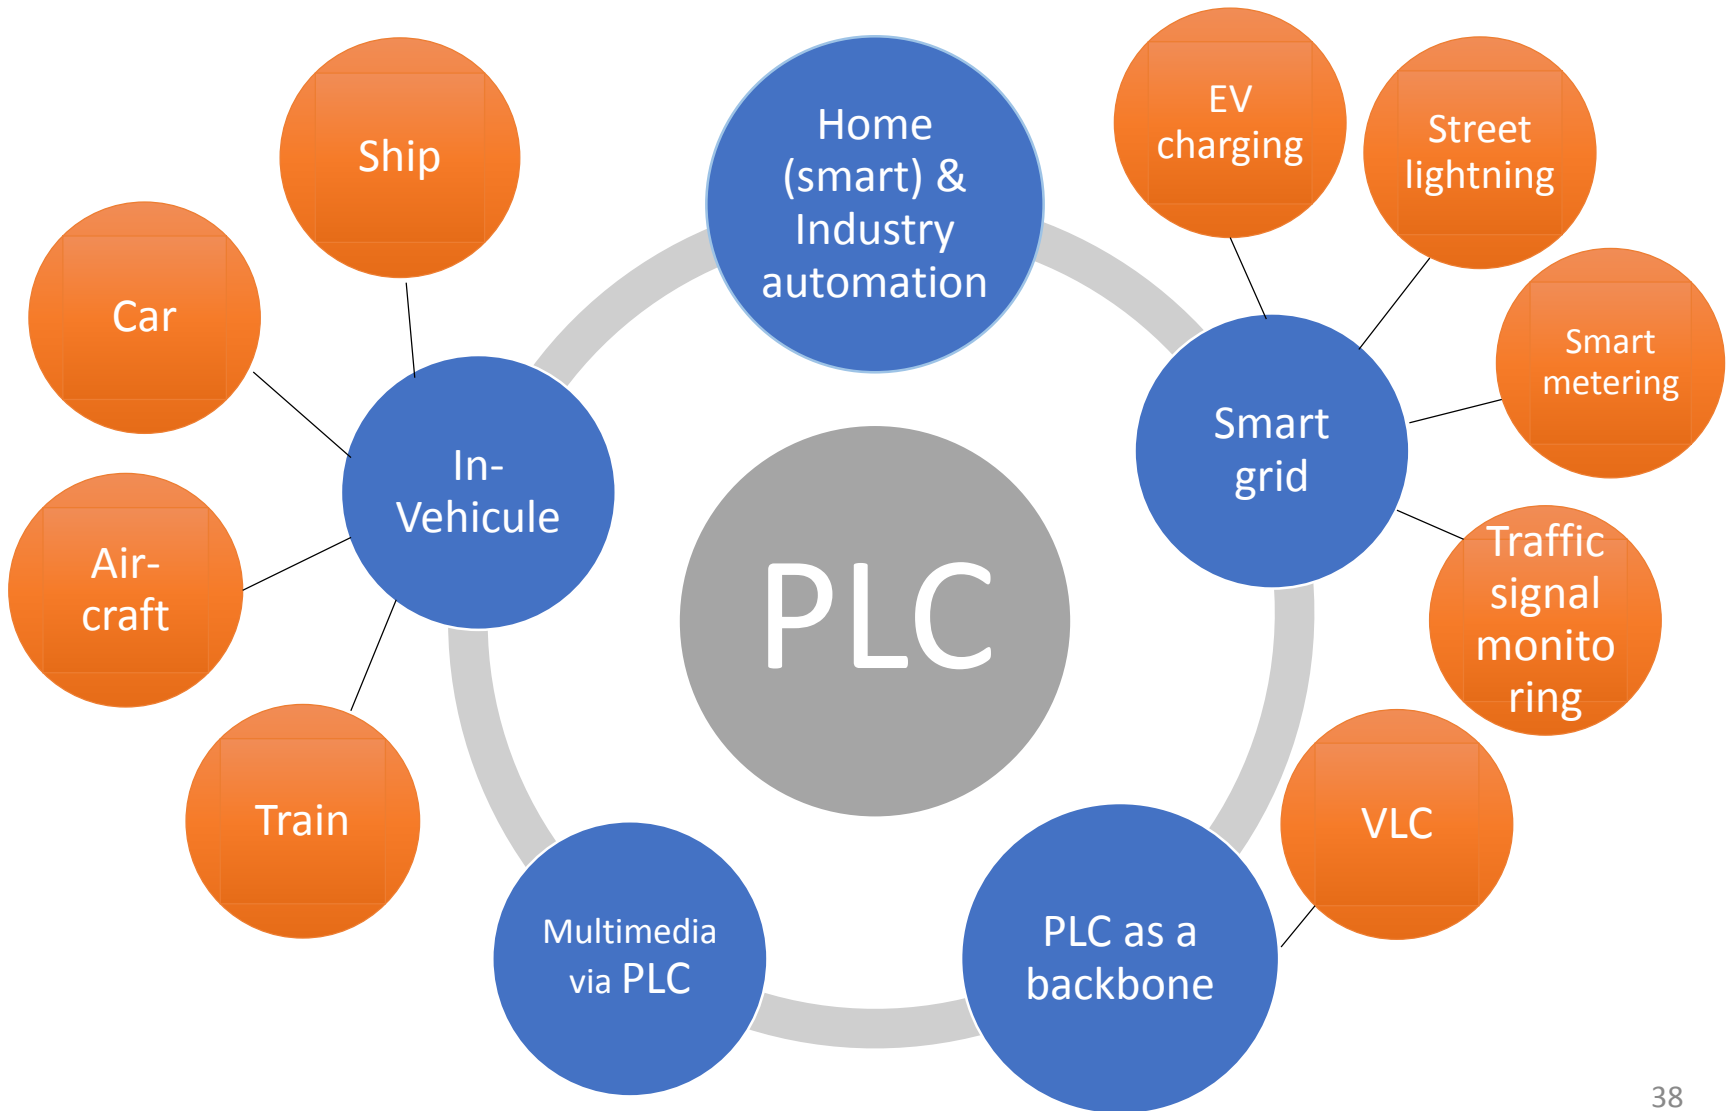 Ship
Car
Air-
craft
Train
In-
Vehicule
Home
(smart) &
Industry
automation
EV
charging
Street
lightning
Smart
metering
Smart
grid
Traffic
signal
monito
ring
PLC
VLC
PLC as a
backbone
Multimedia
via PLC
38